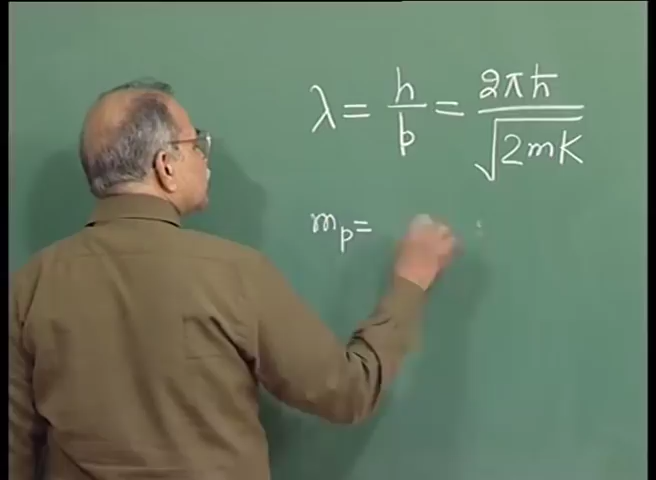 λ = h/p = 2πħ/√2mK
m_p =